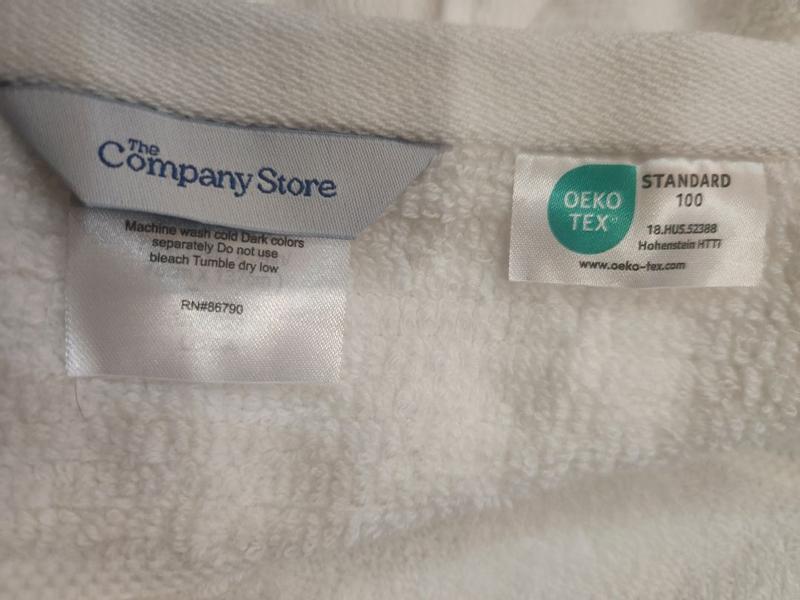 The
Company Store
Machine wash cold Dark colors
separately Do not use
bleach Tumble dry low
RN#86790
OEKO
TEX®
STANDARD
100
18.HUS.52388
Hohenstein HTTI
www.oeko-tex.com